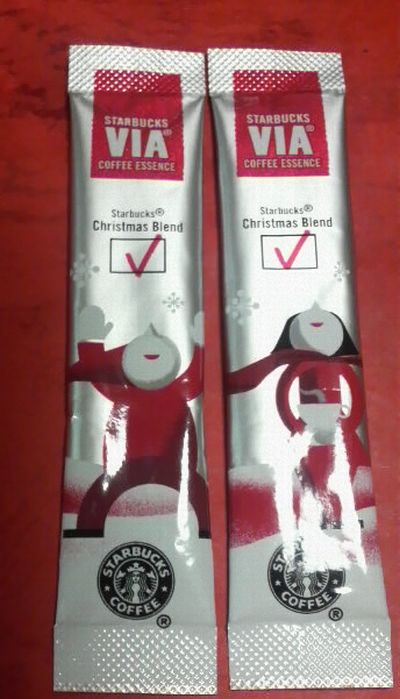 STARBUCKS
VIA®
COFFEE ESSENCE
Starbucks®
Christmas Blend
STARBUCKS
COFFEE
®
STARBUCKS
VIA®
COFFEE ESSENCE
Starbucks®
Christmas Blend
STARBUCKS
COFFEE
®